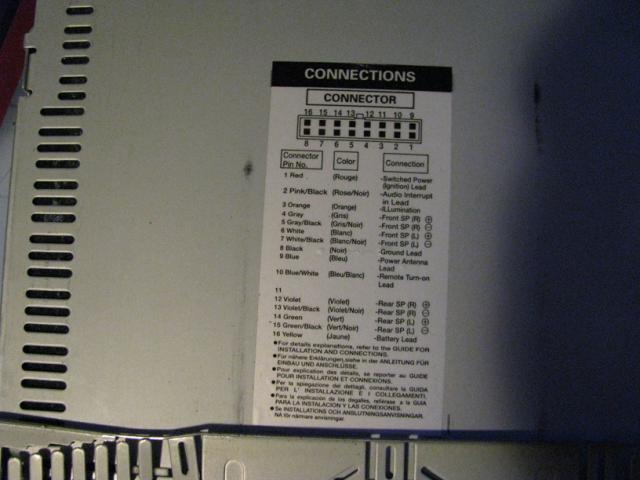 CONNECTIONS
CONNECTOR
16 15 14 13 12 11 10 9
8 7 6 5 4 3 2 1
Connector Pin No. Color Connection
1 Red (Rouge) -Switched Power (Ignition) Lead
2 Pink/Black (Rose/Noir) -Audio Interrupt in Lead
3 Orange (Orange) -ILLumination
4 Gray (Gris) -Front SP (R) ⊕
5 Gray/Black (Gris/Noir) -Front SP (R) ⊖
6 White (Blanc) -Front SP (L) ⊕
7 White/Black (Blanc/Noir) -Front SP (L) ⊖
8 Black (Noir) -Ground Lead
9 Blue (Bleu) -Power Antenna Lead
10 Blue/White (Bleu/Blanc) -Remote Turn-on Lead
11
12 Violet (Violet) -Rear SP (R) ⊕
13 Violet/Black (Violet/Noir) -Rear SP (R) ⊖
14 Green (Vert) -Rear SP (L) ⊕
15 Green/Black (Vert/Noir) -Rear SP (L) ⊖
16 Yellow (Jaune) -Battery Lead
●For details explanations, refer to the GUIDE FOR
INSTALLATION AND CONNECTIONS.
●Für nähere Erklärungen,siehe in der ANLEITUNG FÜR
EINBAU UND ANSCHLÜSSE.
●Pour explication des détails, se reporter au GUIDE
POUR INSTALLATION ET CONNEXIONS.
●Per la spiegazione dei dettagli, consultare la GUIDA
PER L' INSTALLAZIONE E I COLLEGAMENTI.
●Para la explicación de los degalles, refiérase a la GUIA
PARA LA INSTALACION Y LAS CONEXIONES.
●Se INSTALLATIONS OCH ANSLUTNINGSANVISNINGAR.
NA för närmare anvisningar.